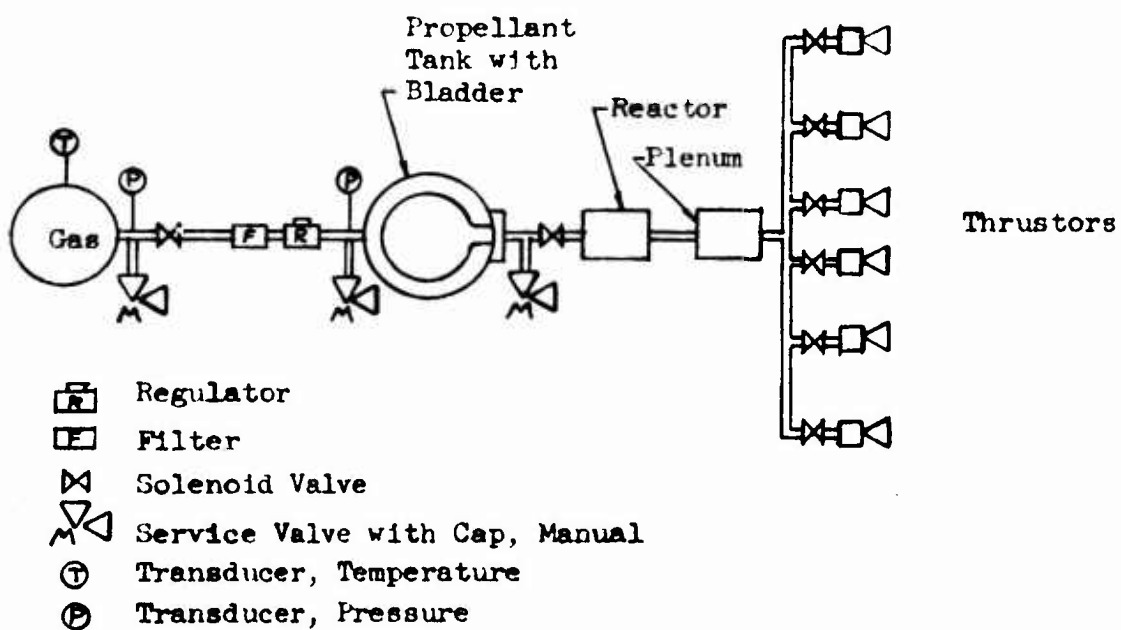 Propellant
Tank with
Bladder
Reactor
Plenum
T
P
P
Gas
F
R
Thrustors
M
M
M
R Regulator
F Filter
Solenoid Valve
M Service Valve with Cap, Manual
T Transducer, Temperature
P Transducer, Pressure